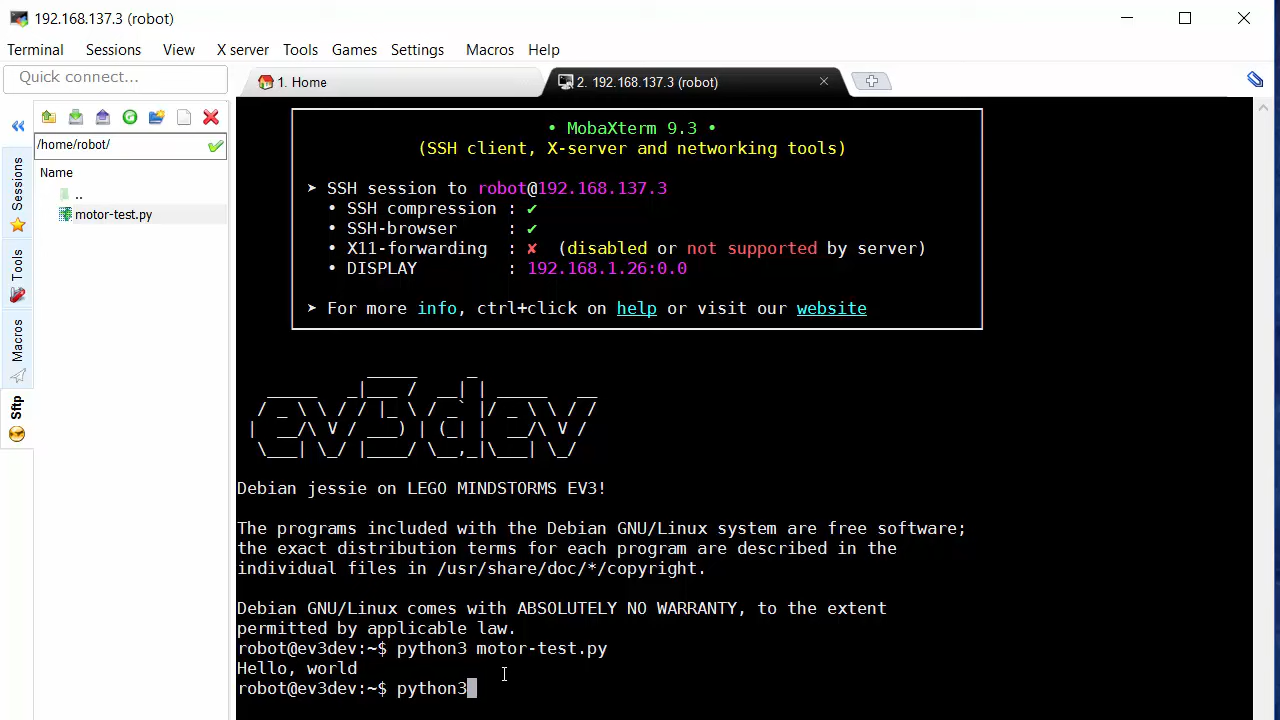 192.168.137.3 (robot)
Terminal Sessions View X server Tools Games Settings Macros Help
Quick connect...
1. Home
2. 192.168.137.3 (robot)
/home/robot/
Name
..
motor-test.py
Sessions
Tools
Macros
Sftp
• MobaXterm 9.3 •
(SSH client, X-server and networking tools)
➤ SSH session to robot@192.168.137.3
• SSH compression : ✔
• SSH-browser : ✔
• X11-forwarding : ✘ (disabled or not supported by server)
• DISPLAY : 192.168.1.26:0.0
➤ For more info, ctrl+click on help or visit our website
ev3dev
Debian jessie on LEGO MINDSTORMS EV3!
The programs included with the Debian GNU/Linux system are free software;
the exact distribution terms for each program are described in the
individual files in /usr/share/doc/*/copyright.
Debian GNU/Linux comes with ABSOLUTELY NO WARRANTY, to the extent
permitted by applicable law.
robot@ev3dev:~$ python3 motor-test.py
Hello, world
robot@ev3dev:~$ python3